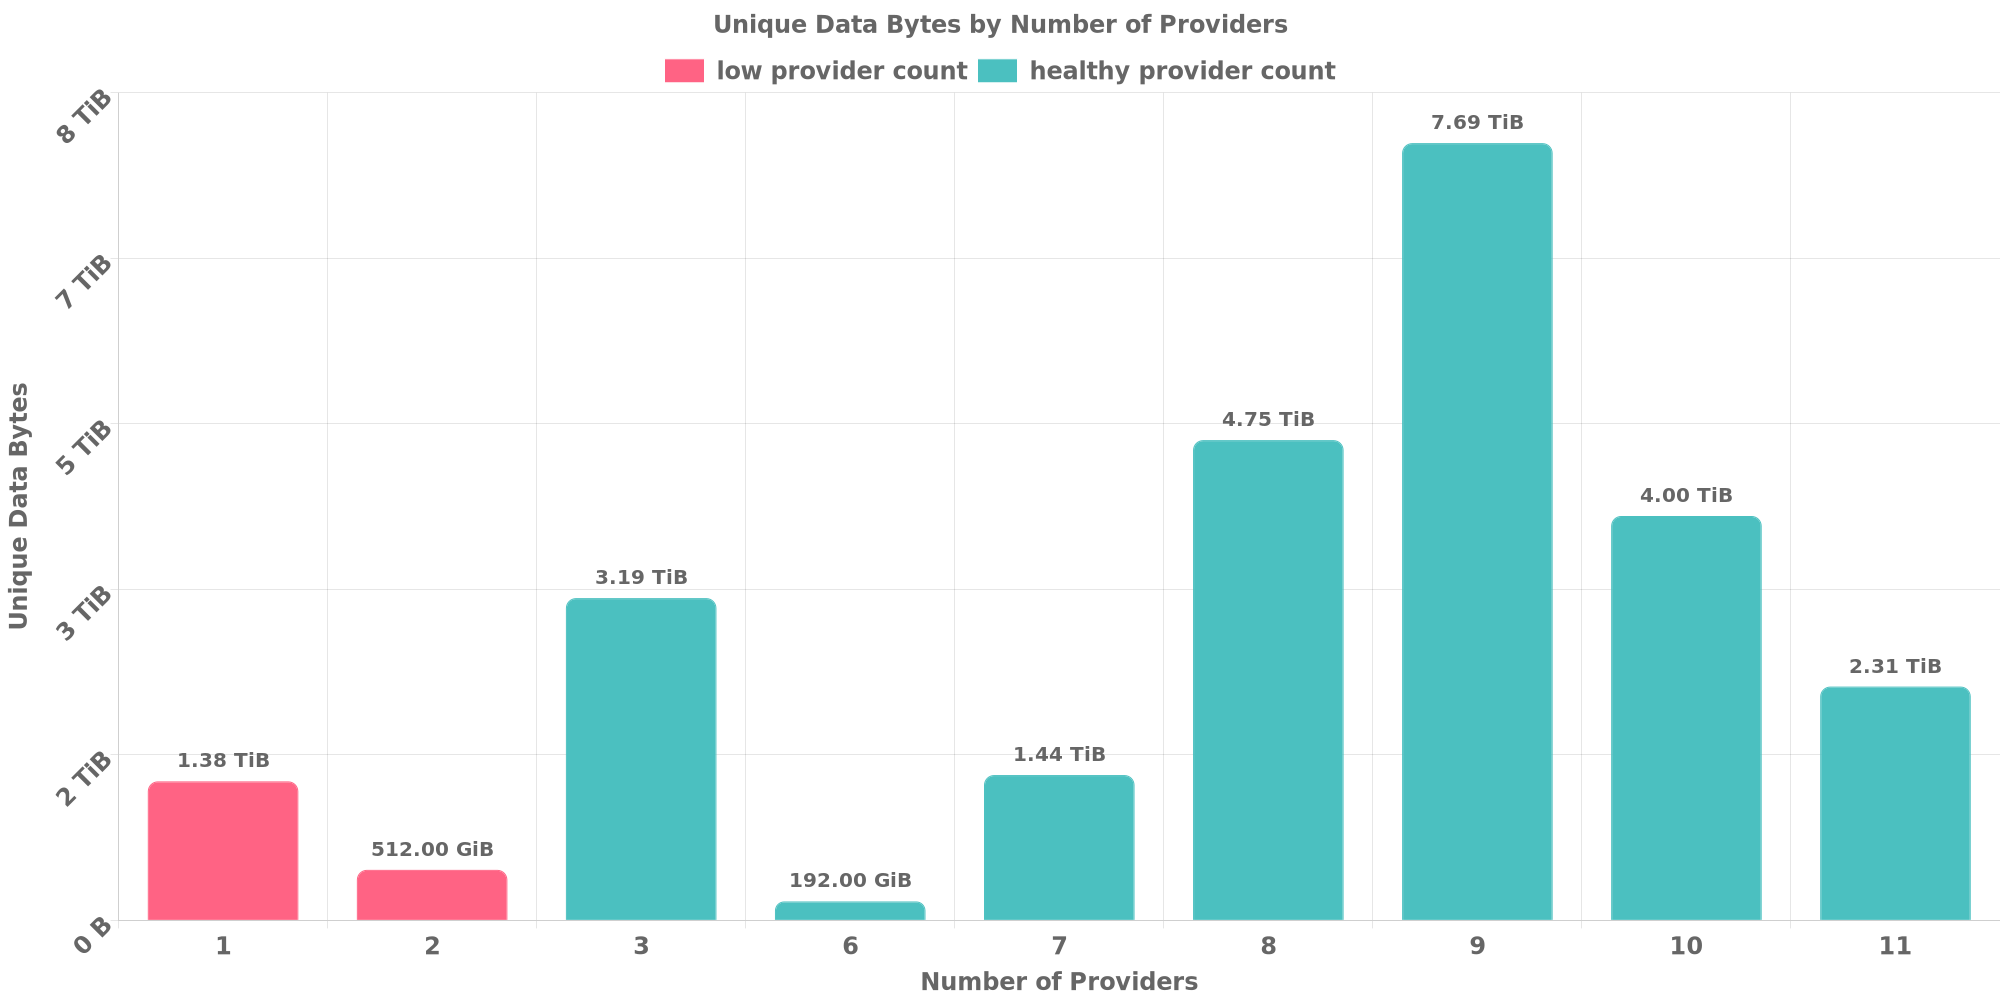 Unique Data Bytes by Number of Providers
low provider count healthy provider count
8 TiB
7 TiB
5 TiB
3 TiB
2 TiB
0 B
Unique Data Bytes
1.38 TiB
512.00 GiB
3.19 TiB
192.00 GiB
1.44 TiB
4.75 TiB
7.69 TiB
4.00 TiB
2.31 TiB
1 2 3 6 7 8 9 10 11
Number of Providers